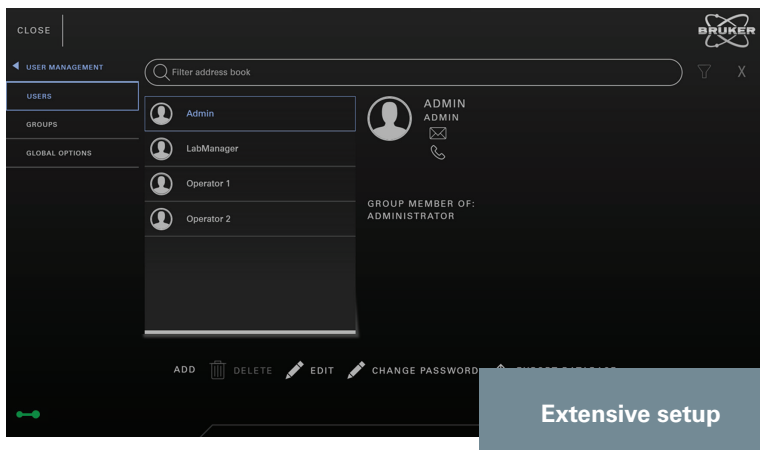 CLOSE
BRUKER
USER MANAGEMENT
Filter address book
X
USERS
GROUPS
GLOBAL OPTIONS
Admin
LabManager
Operator 1
Operator 2
ADMIN
ADMIN
GROUP MEMBER OF:
ADMINISTRATOR
ADD DELETE EDIT CHANGE PASSWORD
Extensive setup